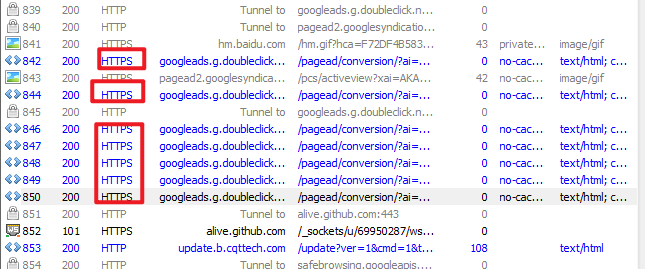 839 200 HTTP Tunnel to googleads.g.doubleclick.n... 0
840 200 HTTP Tunnel to pagead2.googlesyndicatio... 0
841 200 HTTPS hm.baidu.com /hm.gif?hca=F72DF4B583... 43 private... image/gif
842 200 HTTPS googleads.g.doubleclick... /pagead/conversion/?ai=... 0 no-cac... text/html; c...
843 200 HTTPS pagead2.googlesyndic... /pcs/activeview?xai=AKA... 42 no-cac... image/gif
844 200 HTTPS googleads.g.doubleclick... /pagead/conversion/?ai=... 0 no-cac... text/html; c...
845 200 HTTP Tunnel to googleads.g.doubleclick.n... 0
846 200 HTTPS googleads.g.doubleclick... /pagead/conversion/?ai=... 0 no-cac... text/html; c...
847 200 HTTPS googleads.g.doubleclick... /pagead/conversion/?ai=... 0 no-cac... text/html; c...
848 200 HTTPS googleads.g.doubleclick... /pagead/conversion/?ai=... 0 no-cac... text/html; c...
849 200 HTTPS googleads.g.doubleclick... /pagead/conversion/?ai=... 0 no-cac... text/html; c...
850 200 HTTPS googleads.g.doubleclick... /pagead/conversion/?ai=... 0 no-cac... text/html; c...
851 200 HTTP Tunnel to alive.github.com:443 0
852 101 HTTPS alive.github.com /_sockets/u/69950287/ws... 0
853 200 HTTP update.b.cqttech.com /update?ver=1&cmd=1&t... 108 text/html
854 200 HTTP Tunnel to safebrowsing.googleapis... 0